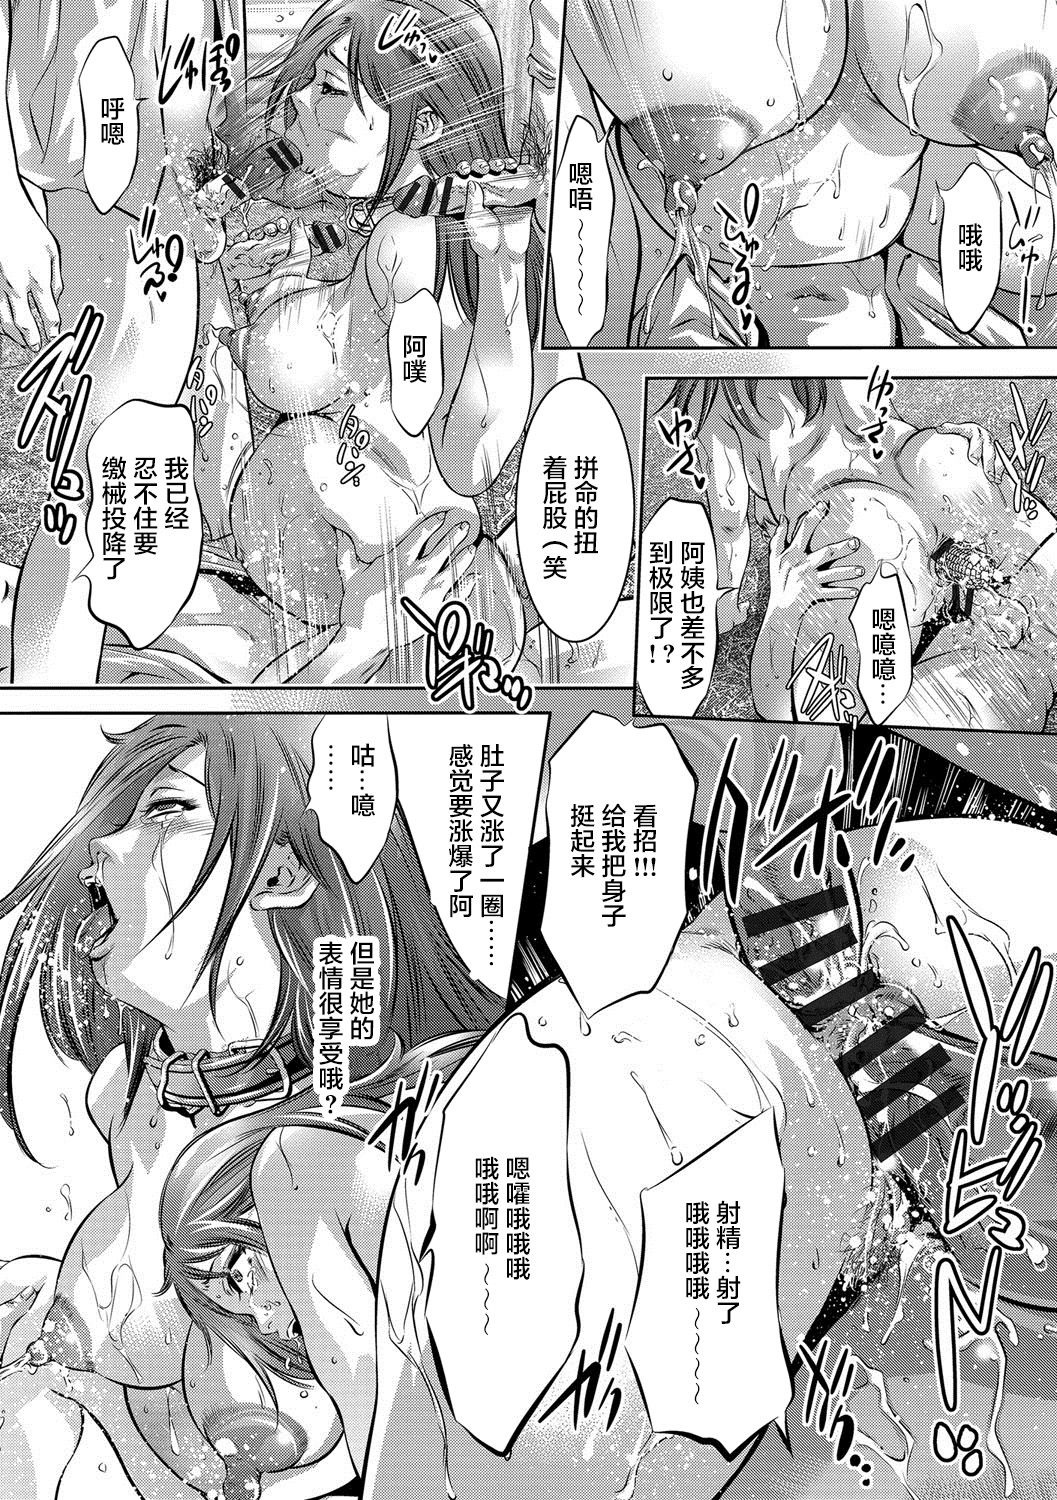 哦哦
嗯唔
～～～～
呼嗯
阿噗
我已经
忍不住要
缴械投降了
拼命的扭
着屁股（笑
阿姨也差不多
到极限了！？
嗯噫噫…
看招!!!
给我把身子
挺起来
肚子又涨了一圈……
感觉要涨爆了阿
咕…噫
……
但是她的
表情很享受哦?
射精…射了
哦哦哦哦～～～～
嗯嚯哦哦哦
哦哦啊啊～～～